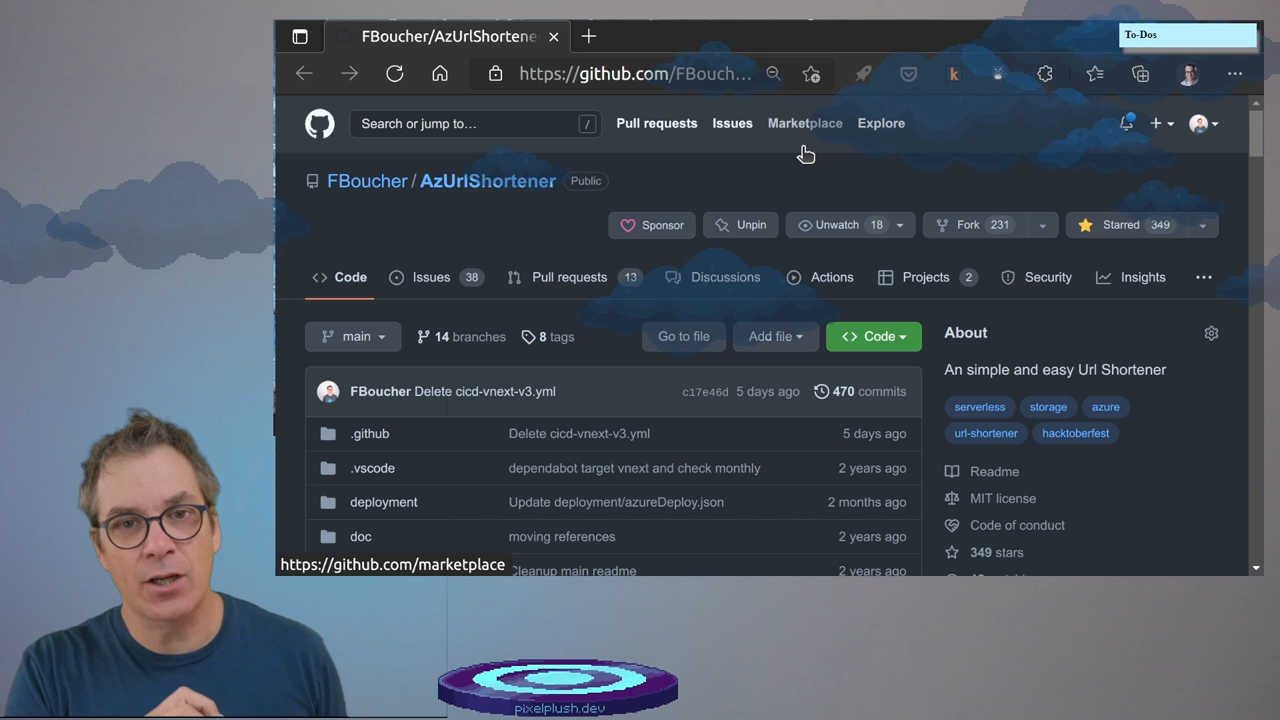 FBoucher/AzUrlShortene
To-Dos
https://github.com/FBouch...
k
Search or jump to...
/
Pull requests
Issues
Marketplace
Explore
FBoucher / AzUrlShortener
Public
Sponsor
Unpin
Unwatch 18
Fork 231
Starred 349
Code
Issues 38
Pull requests 13
Discussions
Actions
Projects 2
Security
Insights
main
14 branches
8 tags
Go to file
Add file
Code
About
An simple and easy Url Shortener
FBoucher Delete cicd-vnext-v3.yml
c17e46d 5 days ago
470 commits
serverless
storage
azure
url-shortener
hacktoberfest
.github
Delete cicd-vnext-v3.yml
5 days ago
.vscode
dependabot target vnext and check monthly
2 years ago
deployment
Update deployment/azureDeploy.json
2 months ago
doc
moving references
2 years ago
Cleanup main readme
2 years ago
Readme
MIT license
Code of conduct
349 stars
https://github.com/marketplace
pixelplush.dev